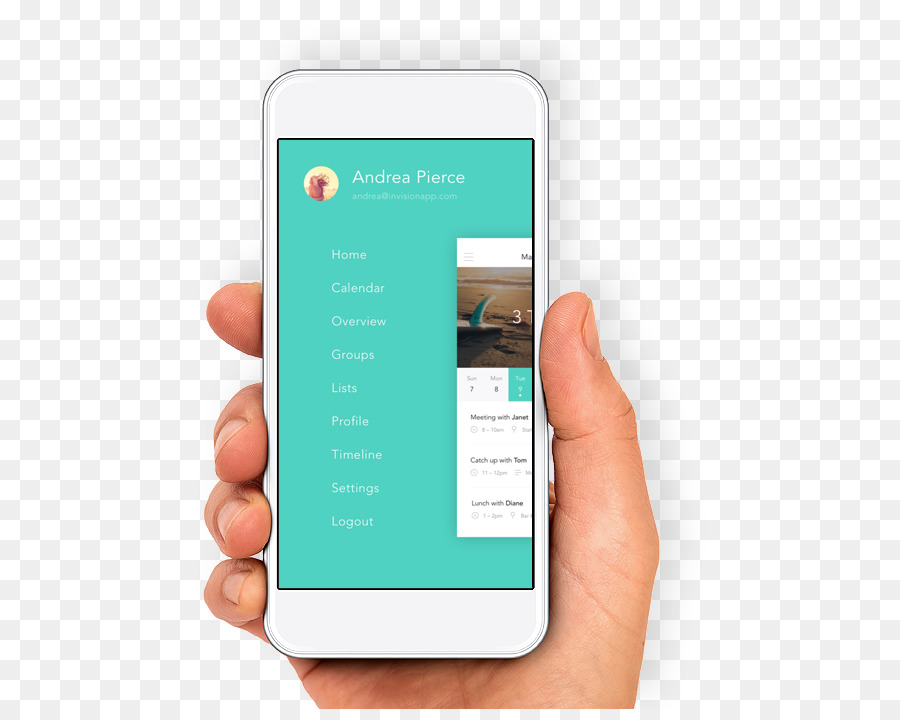 Andrea Pierce
andrea@invisionapp.com
Home
Calendar
Overview
Groups
Lists
Profile
Timeline
Settings
Logout
Ma
3
Sun Mon Tue
7 8 9
Meeting with Janet
8 – 10am
Catch up with Tom
11 – 12pm
Lunch with Diane
1 – 2pm Bar